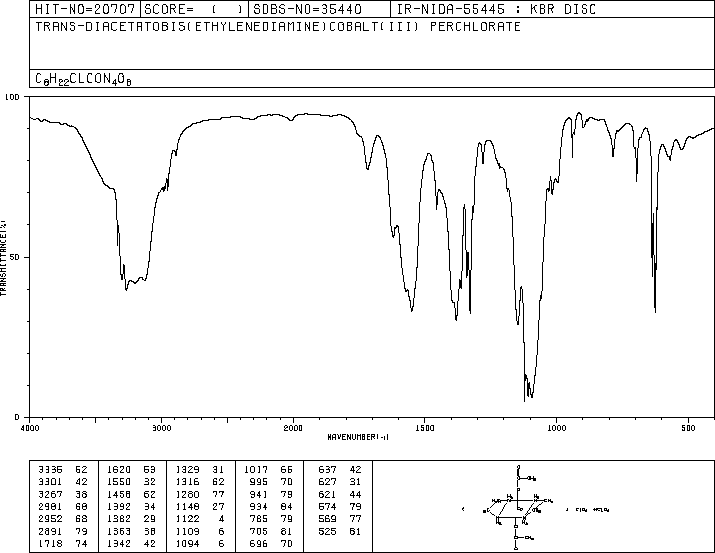 HIT-NO=20707 SCORE= ( ) SDBS-NO=35440 IR-NIDA-55445 : KBR DISC
TRANS-DIACETATOBIS(ETHYLENEDIAMINE)COBALT(III) PERCHLORATE
C8H22CLCON4O8
100
50
0
TRANSMITTANCE(%)
4000 3000 2000 1500 1000 500
WAVENUMBER(-1)
3335 52 1620 53 1329 31 1017 66 637 42
3301 42 1550 32 1316 62 995 70 627 31
3267 38 1458 62 1280 77 941 79 621 44
2981 68 1392 34 1148 27 934 84 674 79
2952 68 1382 29 1122 4 785 79 569 77
2891 79 1363 38 1109 6 705 81 525 81
1718 74 1342 42 1094 6 696 70